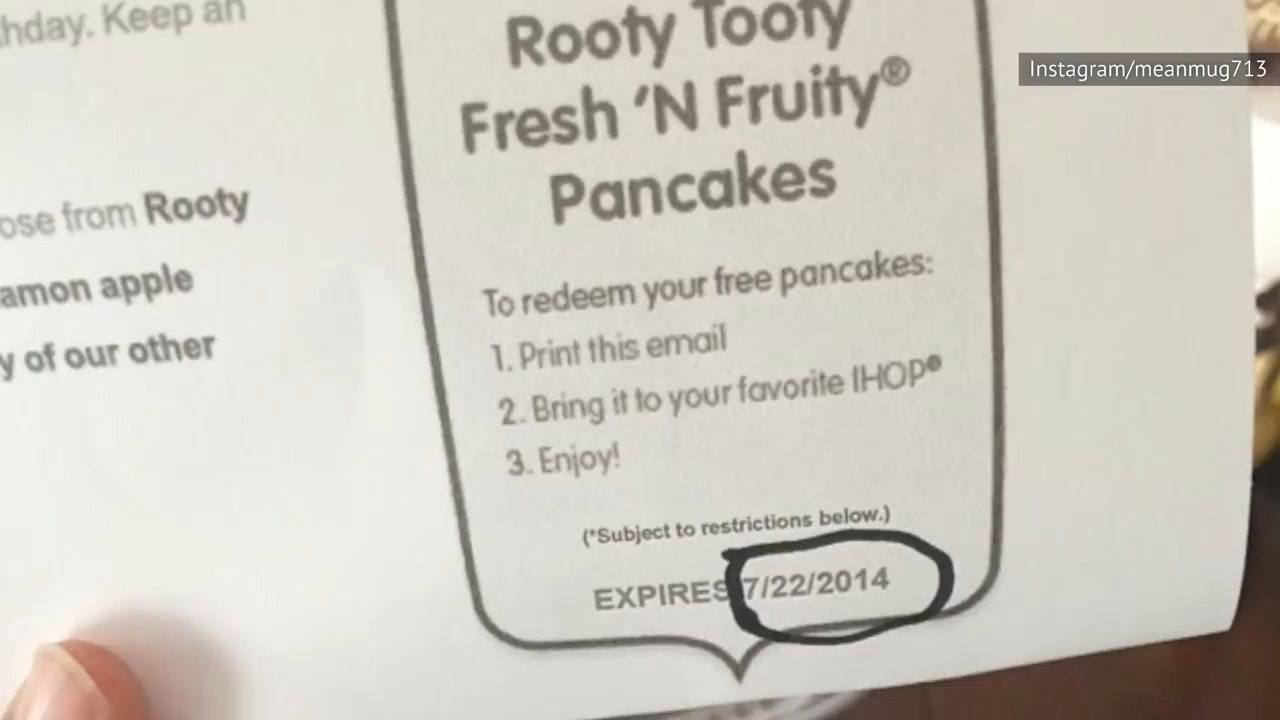 hday. Keep an
Rooty Tooty
Fresh 'N Fruity®
Pancakes
Instagram/meanmug713
ose from Rooty
amon apple
y of our other
To redeem your free pancakes:
1. Print this email
2. Bring it to your favorite IHOP®
3. Enjoy!
(*Subject to restrictions below.)
EXPIRES 7/22/2014